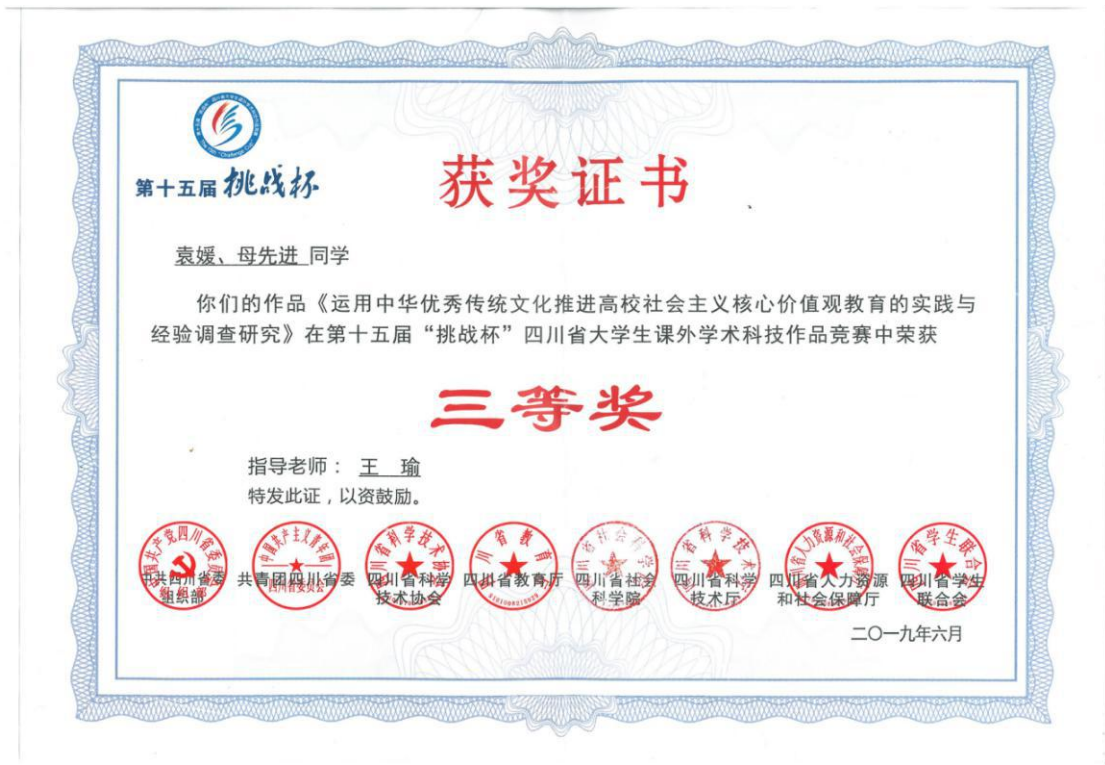 第十五届 挑战杯
获奖证书
袁媛、母先进 同学
你们的作品《运用中华优秀传统文化推进高校社会主义核心价值观教育的实践与
经验调查研究》在第十五届“挑战杯”四川省大学生课外学术科技作品竞赛中荣获
三等奖
指导老师：王 瑜
特发此证，以资鼓励。
中共四川省委 共青团四川省委 四川省科学 四川省教育厅 四川省社会 四川省科学 四川省人力资源 四川省学生
组织部 技术协会 科学院 技术厅 和社会保障厅 联合会
二〇一九年六月